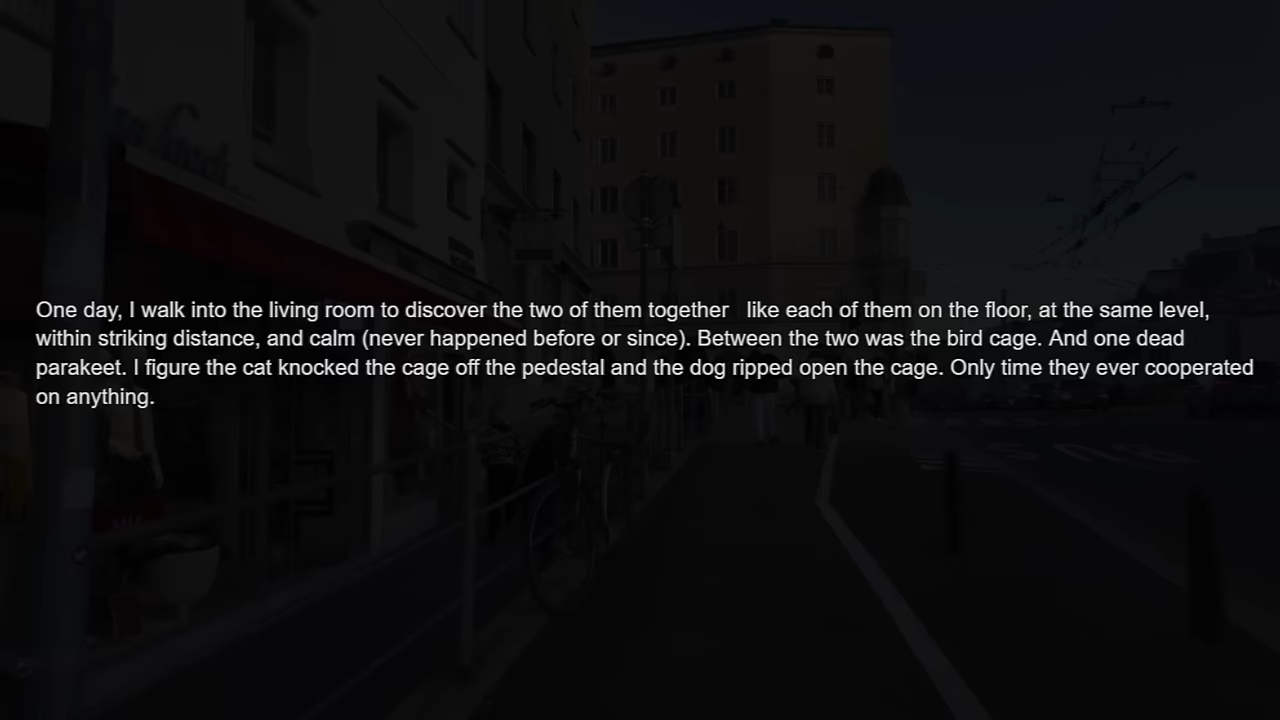 One day, I walk into the living room to discover the two of them together   like each of them on the floor, at the same level,
within striking distance, and calm (never happened before or since). Between the two was the bird cage. And one dead
parakeet. I figure the cat knocked the cage off the pedestal and the dog ripped open the cage. Only time they ever cooperated
on anything.